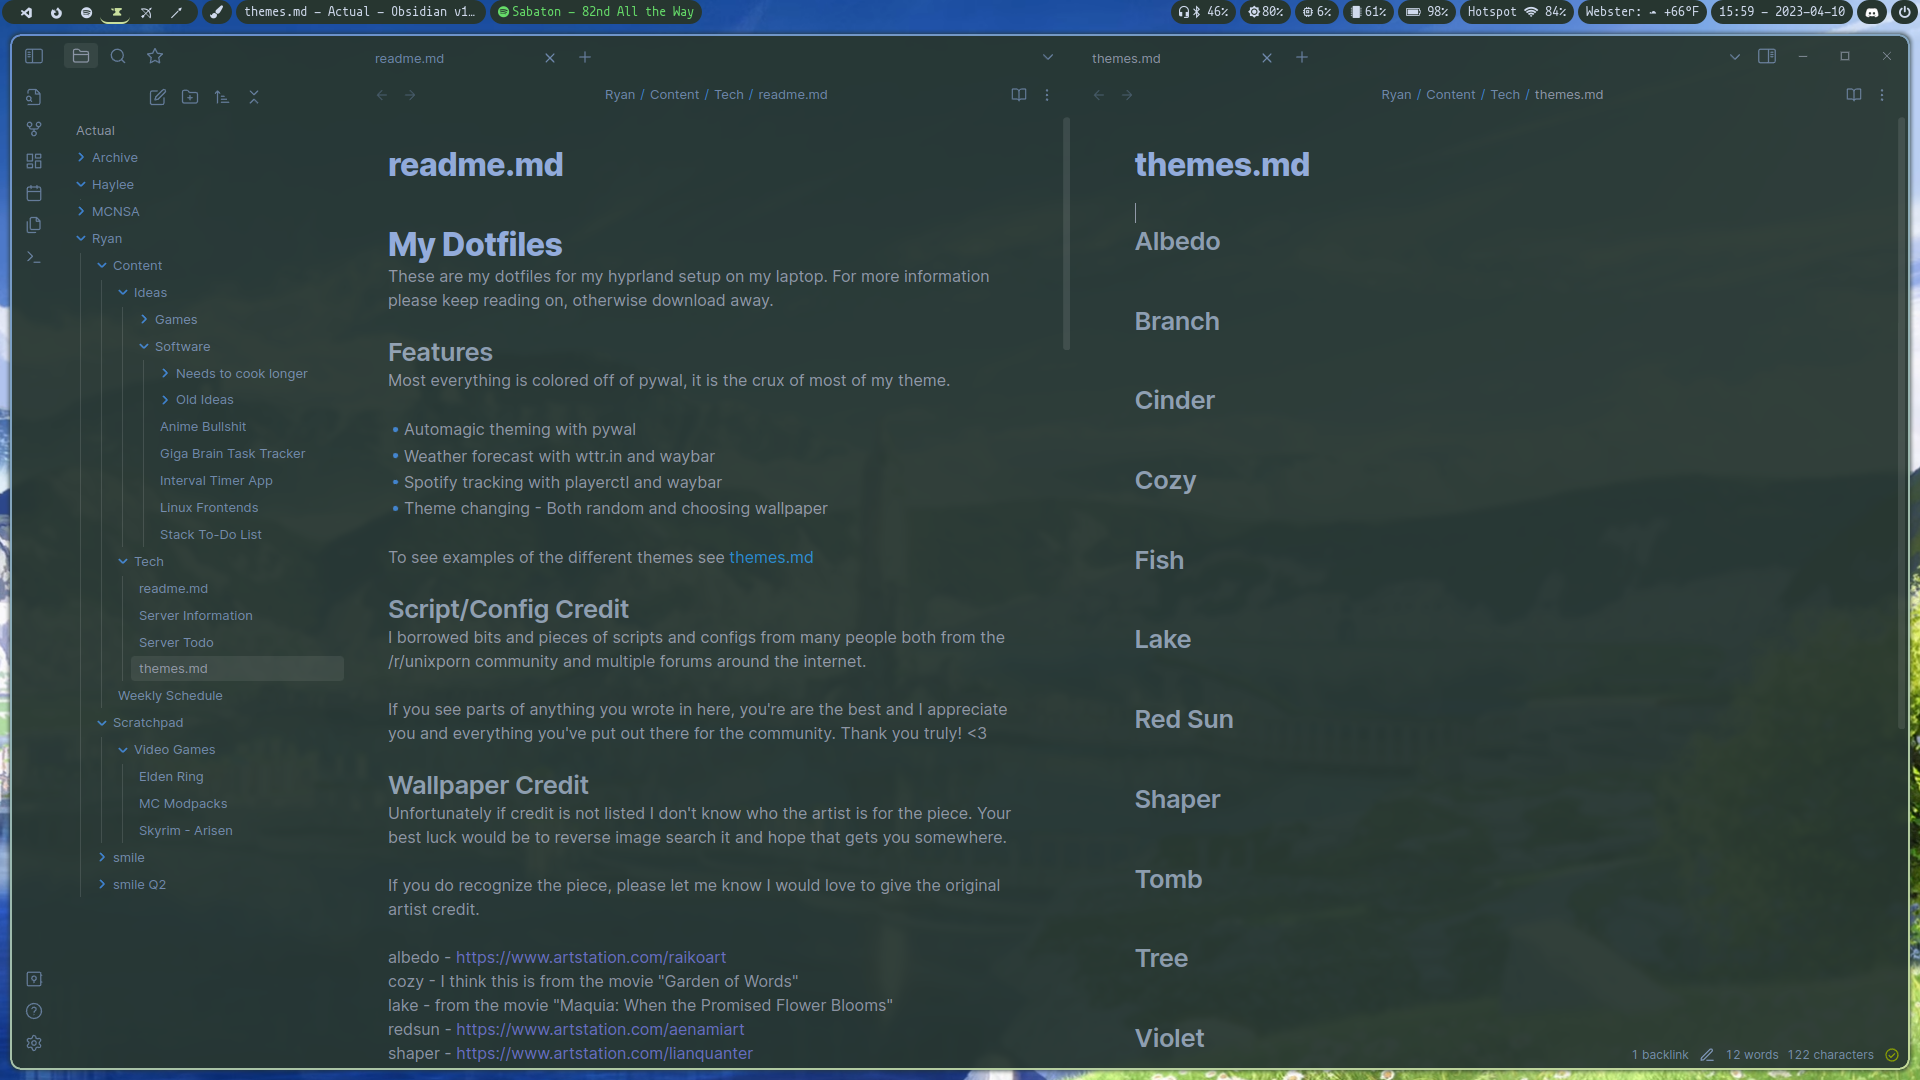 themes.md – Actual – Obsidian v1…
Sabaton – 82nd All the Way
46%
80%
6%
61%
98%
Hotspot 84%
Webster: +66°F
15:59 – 2023-04-10
readme.md
themes.md
Ryan / Content / Tech / readme.md
Ryan / Content / Tech / themes.md
Actual
Archive
Haylee
MCNSA
Ryan
Content
Ideas
Games
Software
Needs to cook longer
Old Ideas
Anime Bullshit
Giga Brain Task Tracker
Interval Timer App
Linux Frontends
Stack To-Do List
Tech
readme.md
Server Information
Server Todo
themes.md
Weekly Schedule
Scratchpad
Video Games
Elden Ring
MC Modpacks
Skyrim - Arisen
smile
smile Q2
readme.md
My Dotfiles
These are my dotfiles for my hyprland setup on my laptop. For more information
please keep reading on, otherwise download away.
Features
Most everything is colored off of pywal, it is the crux of most of my theme.
• Automagic theming with pywal
• Weather forecast with wttr.in and waybar
• Spotify tracking with playerctl and waybar
• Theme changing - Both random and choosing wallpaper
To see examples of the different themes see themes.md
Script/Config Credit
I borrowed bits and pieces of scripts and configs from many people both from the
/r/unixporn community and multiple forums around the internet.
If you see parts of anything you wrote in here, you're are the best and I appreciate
you and everything you've put out there for the community. Thank you truly! <3
Wallpaper Credit
Unfortunately if credit is not listed I don't know who the artist is for the piece. Your
best luck would be to reverse image search it and hope that gets you somewhere.
If you do recognize the piece, please let me know I would love to give the original
artist credit.
albedo - https://www.artstation.com/raikoart
cozy - I think this is from the movie "Garden of Words"
lake - from the movie "Maquia: When the Promised Flower Blooms"
redsun - https://www.artstation.com/aenamiart
shaper - https://www.artstation.com/lianquanter
themes.md
Albedo
Branch
Cinder
Cozy
Fish
Lake
Red Sun
Shaper
Tomb
Tree
Violet
1 backlink
12 words
122 characters